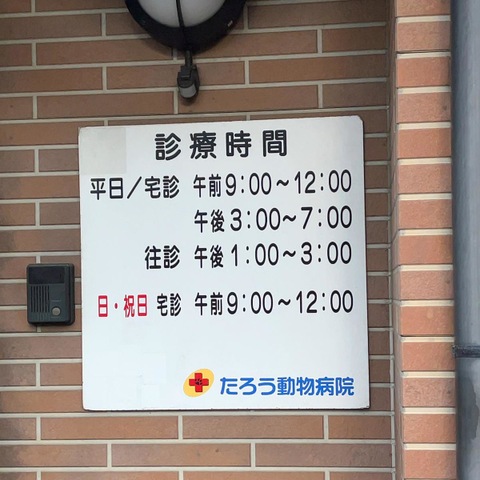 診療時間
平日／宅診 午前9:00～12:00
午後3:00～7:00
往診 午後1:00～3:00
日・祝日 宅診 午前9:00～12:00
たろう動物病院